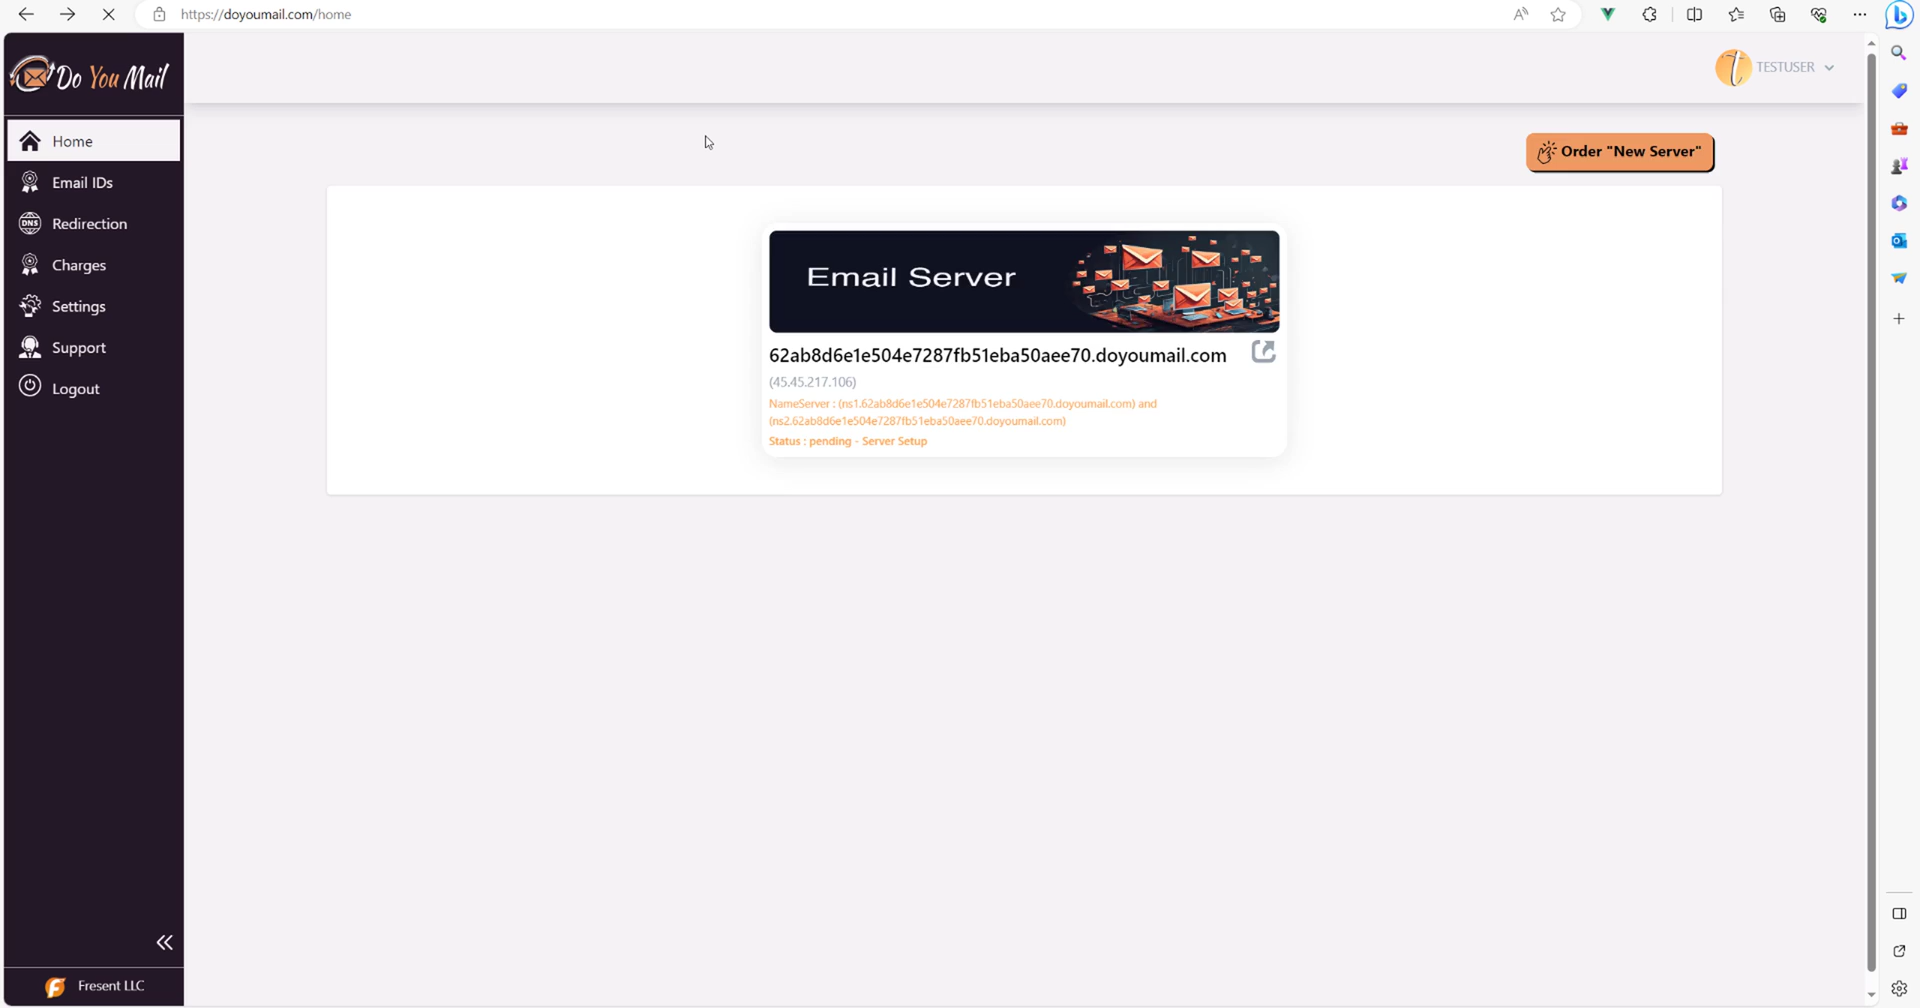 https://doyoumail.com/home
Do You Mail
TESTUSER
Home
Email IDs
DNS
Redirection
Charges
Settings
Support
Logout
Order "New Server"
Email Server
62ab8d6e1e504e7287fb51eba50aee70.doyoumail.com
(45.45.217.106)
NameServer : (ns1.62ab8d6e1e504e7287fb51eba50aee70.doyoumail.com) and
(ns2.62ab8d6e1e504e7287fb51eba50aee70.doyoumail.com)
Status : pending - Server Setup
Fresent LLC